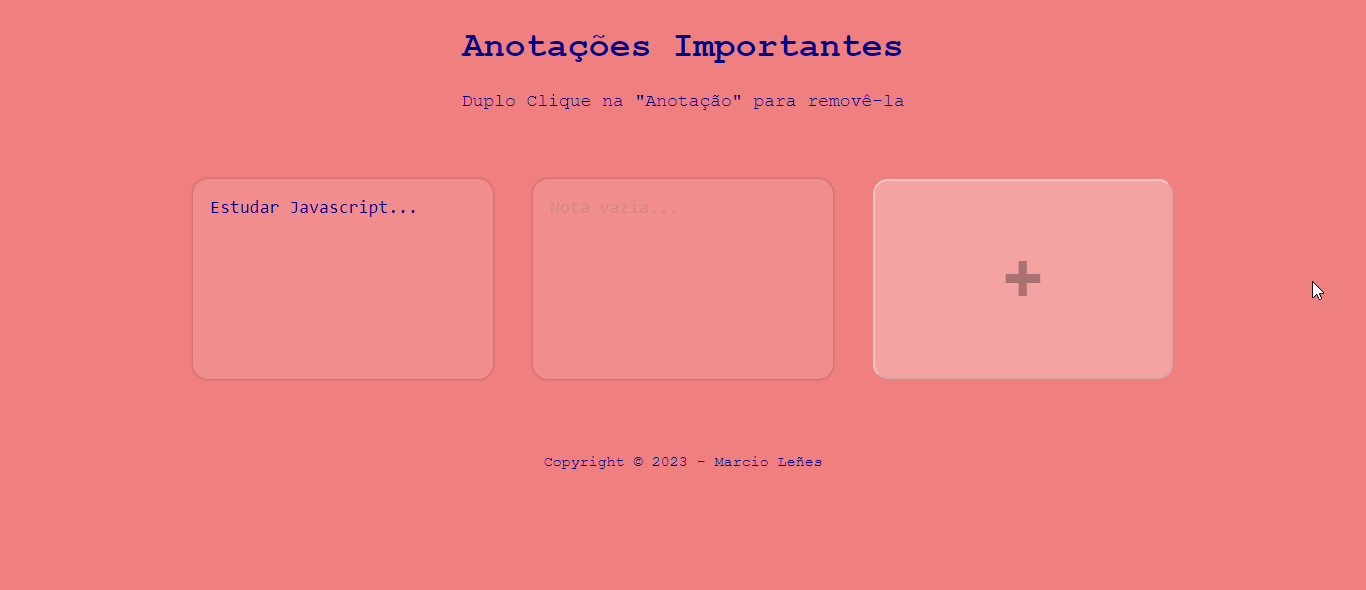 Anotações Importantes
Duplo Clique na "Anotação" para removê-la
Estudar Javascript...
Nota vazia...
+
Copyright © 2023 - Marcio Leñes